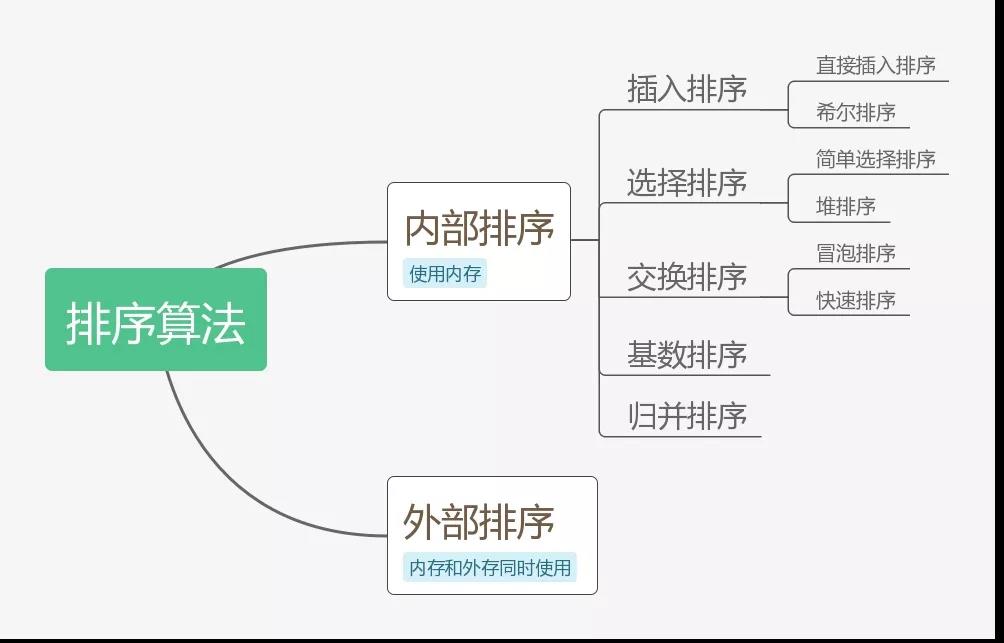 排序算法
内部排序
使用内存
插入排序
直接插入排序
希尔排序
选择排序
简单选择排序
堆排序
交换排序
冒泡排序
快速排序
基数排序
归并排序
外部排序
内存和外存同时使用